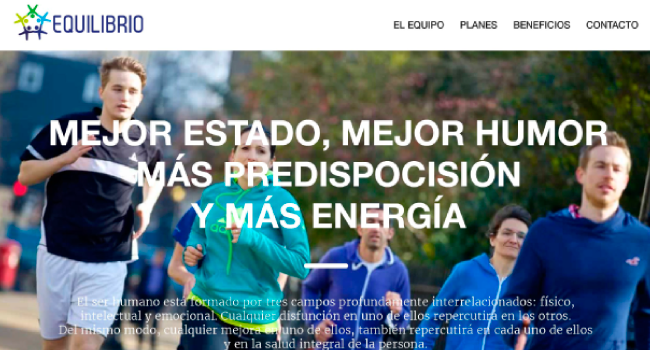 EQUILIBRIO
EL EQUIPO PLANES BENEFICIOS CONTACTO
MEJOR ESTADO, MEJOR HUMOR
MÁS PREDISPOCISIÓN
Y MÁS ENERGÍA
El ser humano está formado por tres campos profundamente interrelacionados: físico,
intelectual y emocional. Cualquier disfunción en uno de ellos repercutirá en los otros.
Del mismo modo, cualquier mejora en uno de ellos, también repercutirá en cada uno de ellos
y en la salud integral de la persona.